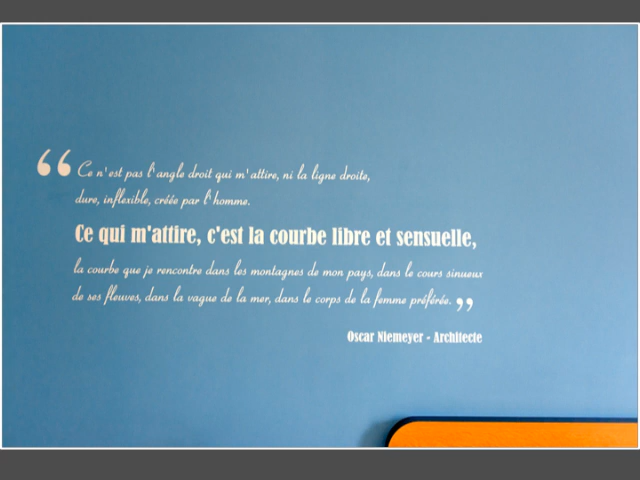 “ Ce n'est pas l'angle droit qui m'attire, ni la ligne droite,
dure, inflexible, créée par l'homme.
Ce qui m'attire, c'est la courbe libre et sensuelle,
la courbe que je rencontre dans les montagnes de mon pays, dans le cours sinueux
de ses fleuves, dans la vague de la mer, dans le corps de la femme préférée. ”
Oscar Niemeyer - Architecte